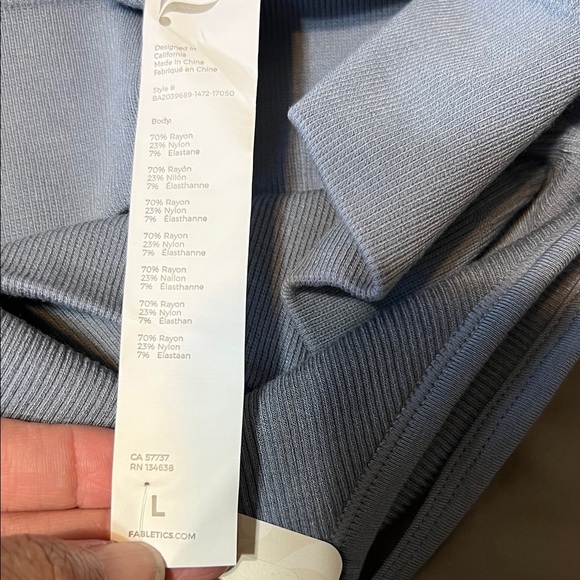 Designed in
California
Made in China
Fabriqué en Chine
Style #
BA2039689-1472-17050
Body:
70% Rayon
23% Nylon
7% Elastane
70% Rayón
23% Nilón
7% Elasthanne
70% Rayon
23% Nylon
7% Élasthanne
70% Rayon
23% Nylon
7% Elasthanne
70% Rayon
23% Nailon
7% Élasthanne
70% Rayon
23% Nylon
7% Elasthan
70% Rayon
23% Nylon
7% Elastaan
CA 57737
RN 134638
L
FABLETICS.COM